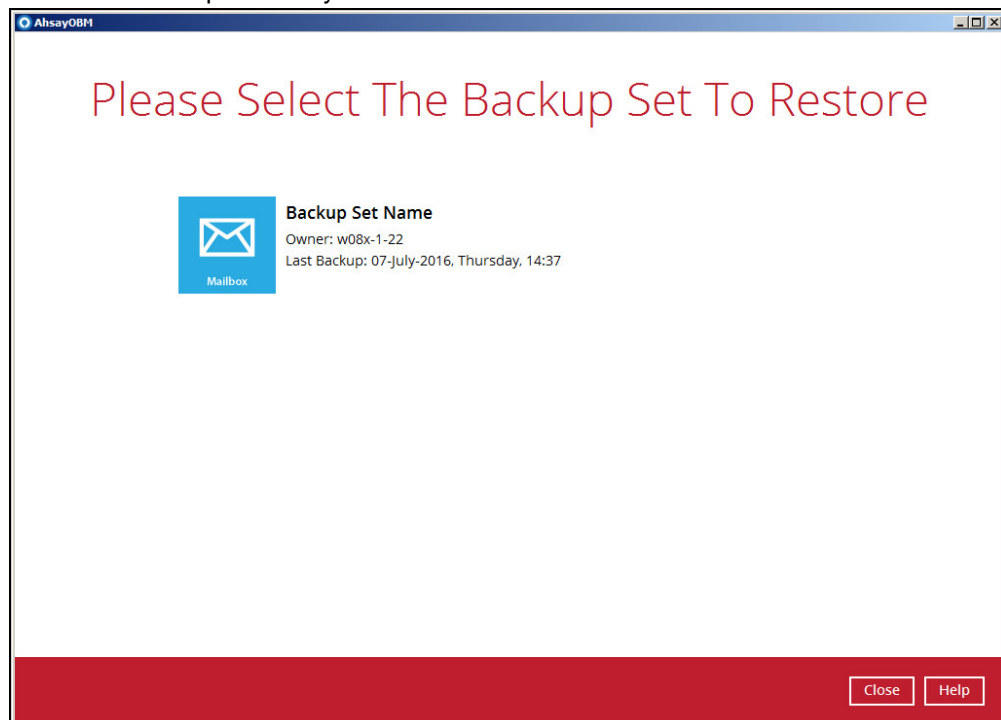 AhsayOBM
Please Select The Backup Set To Restore
Backup Set Name
Owner: w08x-1-22
Last Backup: 07-July-2016, Thursday, 14:37
Mailbox
Close Help